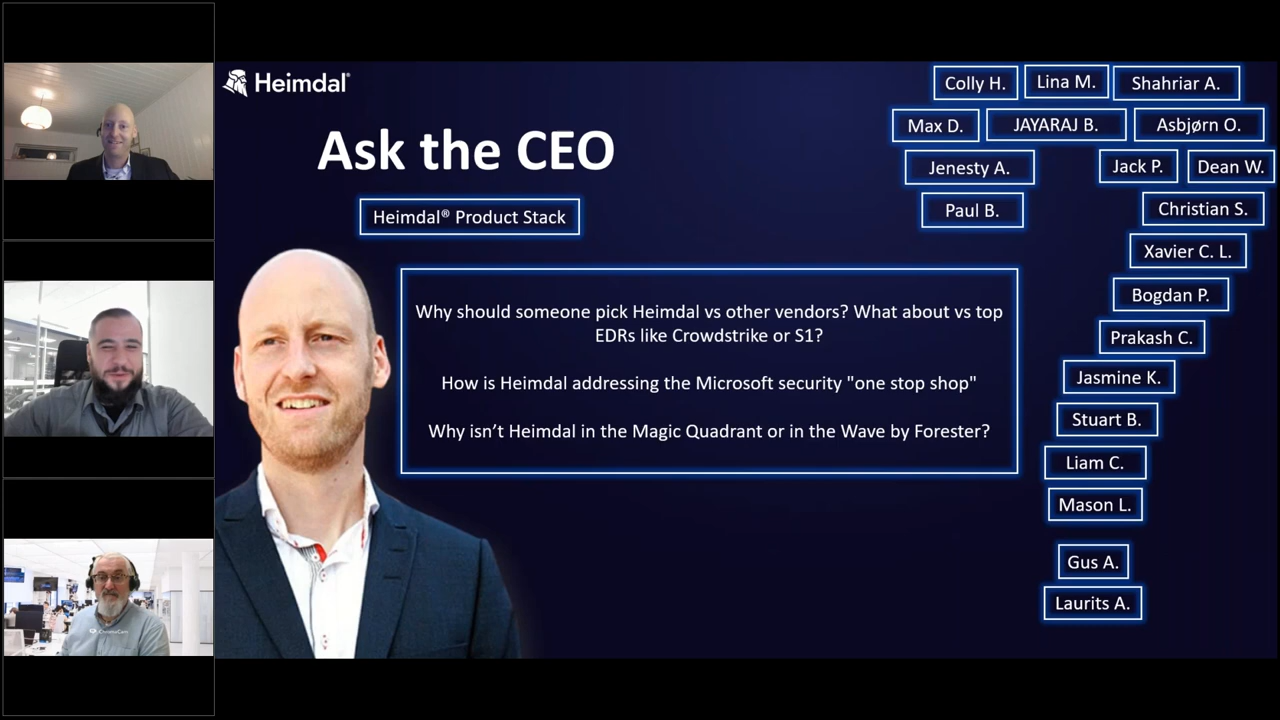 Heimdal®
Ask the CEO
Heimdal® Product Stack
Why should someone pick Heimdal vs other vendors? What about vs top
EDRs like Crowdstrike or S1?
How is Heimdal addressing the Microsoft security "one stop shop"
Why isn’t Heimdal in the Magic Quadrant or in the Wave by Forester?
Colly H.
Lina M.
Shahriar A.
Max D.
JAYARAJ B.
Asbjørn O.
Jenesty A.
Jack P.
Dean W.
Paul B.
Christian S.
Xavier C. L.
Bogdan P.
Prakash C.
Jasmine K.
Stuart B.
Liam C.
Mason L.
Gus A.
Laurits A.
ChromaCam